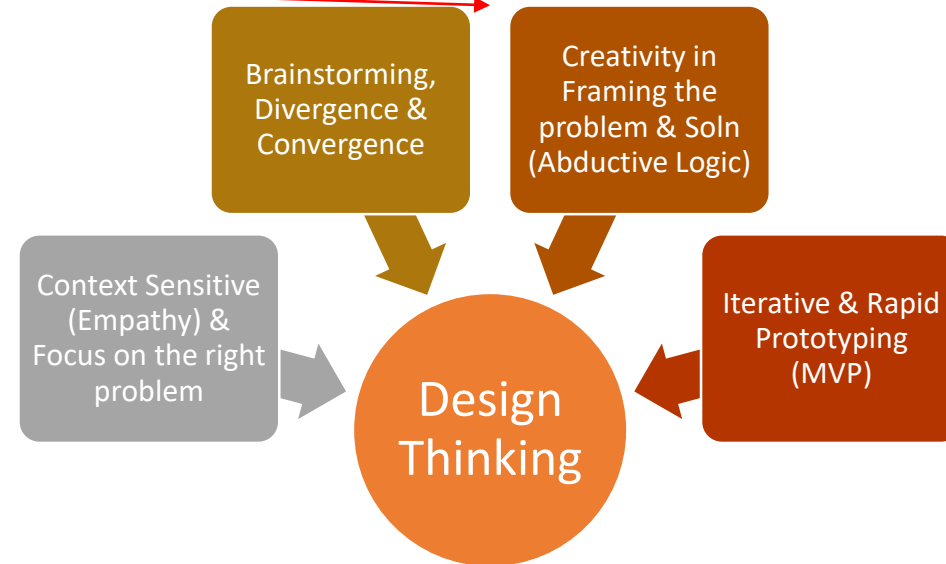 Brainstorming,
Divergence &
Convergence
Creativity in
Framing the
problem & Soln
(Abductive Logic)
Context Sensitive
(Empathy) &
Focus on the right
problem
Iterative & Rapid
Prototyping
(MVP)
Design
Thinking